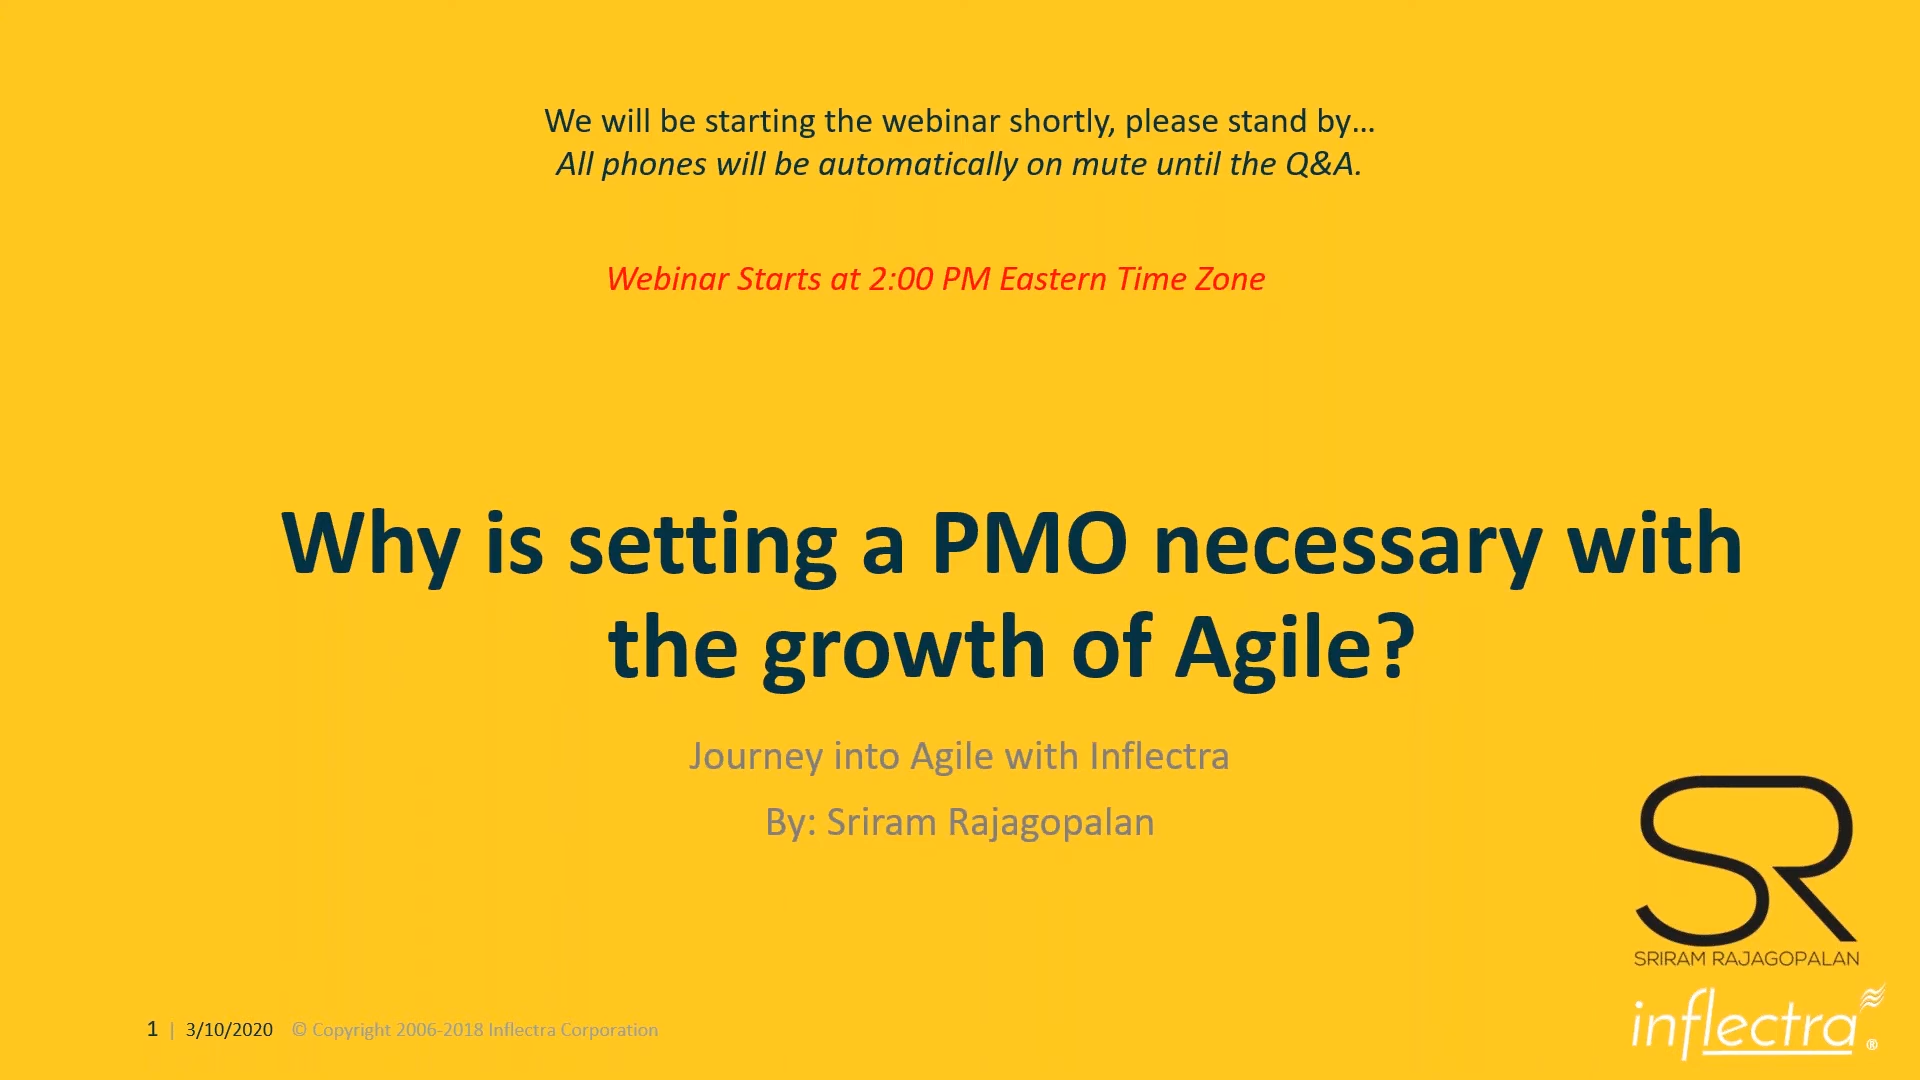 We will be starting the webinar shortly, please stand by…
All phones will be automatically on mute until the Q&A.
Webinar Starts at 2:00 PM Eastern Time Zone
Why is setting a PMO necessary with
the growth of Agile?
Journey into Agile with Inflectra
By: Sriram Rajagopalan
SR
SRIRAM RAJAGOPALAN
inflectra®
1 | 3/10/2020 © Copyright 2006-2018 Inflectra Corporation